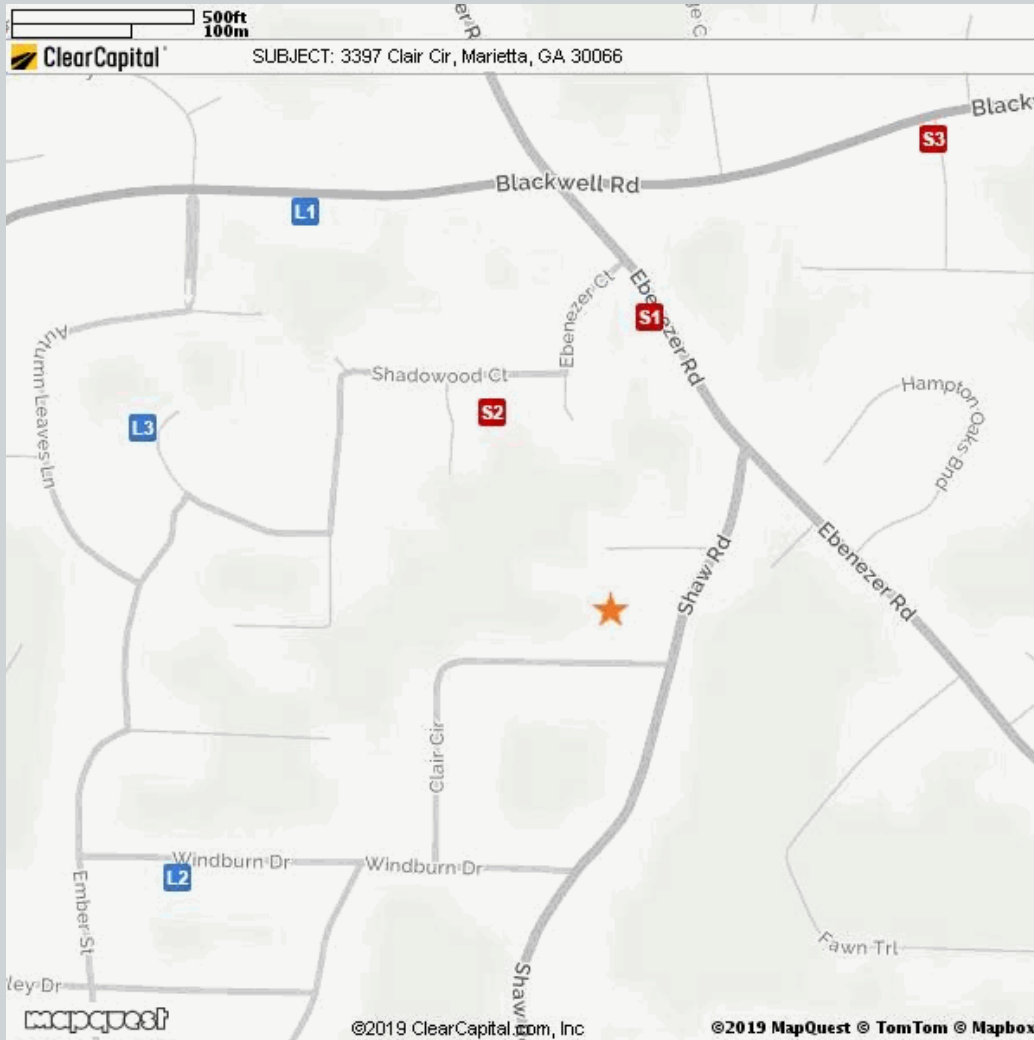 500ft
100m
ClearCapital
SUBJECT: 3397 Clair Cir, Marietta, GA 30066
S3
Blackwell Rd
L1
Ebenezer Ct
Ebenezer Rd
S1
Autumn Leaves Ln
Shadowood Ct
Hampton Oaks Bnd
S2
L3
Ebenezer Rd
Shaw Rd
Clair Cir
Windburn Dr
Windburn Dr
L2
Ember St
Fawn Trl
ley Dr
Shaw
mapquest
©2019 ClearCapital.com, Inc
©2019 MapQuest © TomTom © Mapbox